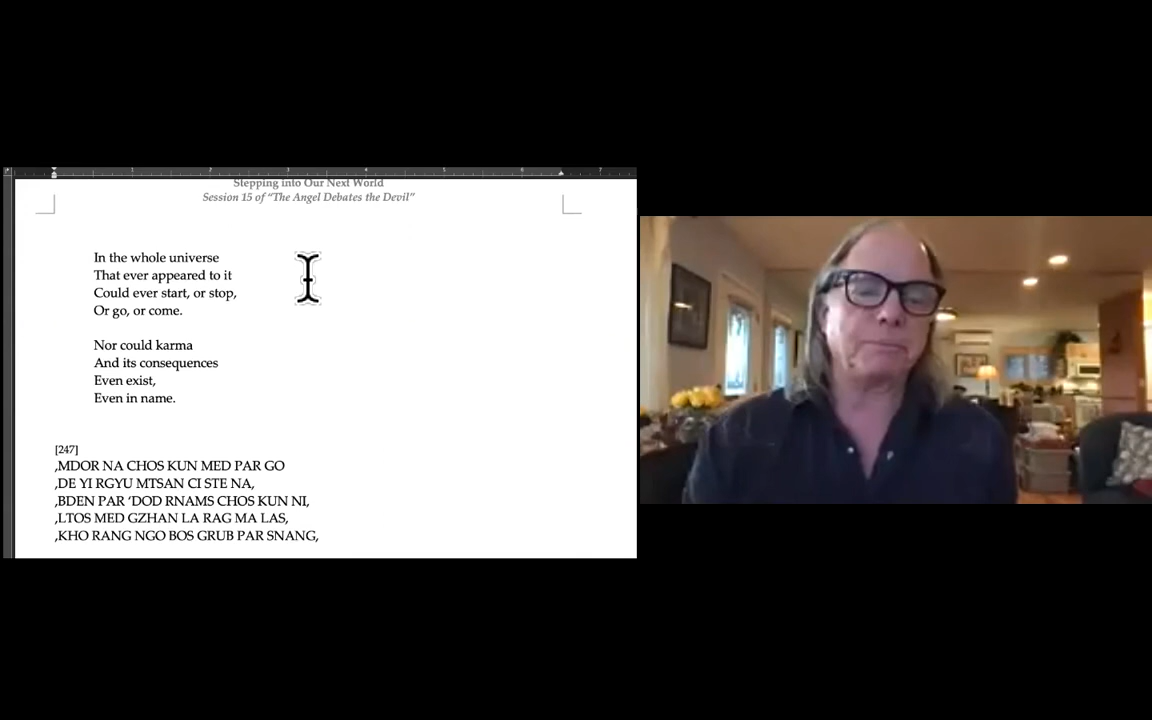 Stepping into Our Next World
Session 15 of "The Angel Debates the Devil"
In the whole universe
That ever appeared to it
Could ever start, or stop,
Or go, or come.
Nor could karma
And its consequences
Even exist,
Even in name.
[247]
,MDOR NA CHOS KUN MED PAR GO
,DE YI RGYU MTSAN CI STE NA,
,BDEN PAR ‘DOD RNAMS CHOS KUN NI,
,LTOS MED GZHAN LA RAG MA LAS,
,KHO RANG NGO BOS GRUB PAR SNANG,